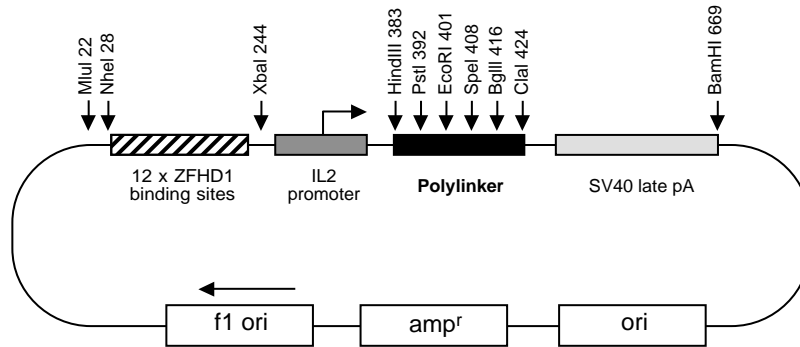 MluI 22
NheI 28
XbaI 244
HindIII 383
PstI 392
EcoRI 401
SpeI 408
BglII 416
ClaI 424
BamHI 669
12 x ZFHD1
binding sites
IL2
promoter
Polylinker
SV40 late pA
f1 ori
ampr
ori